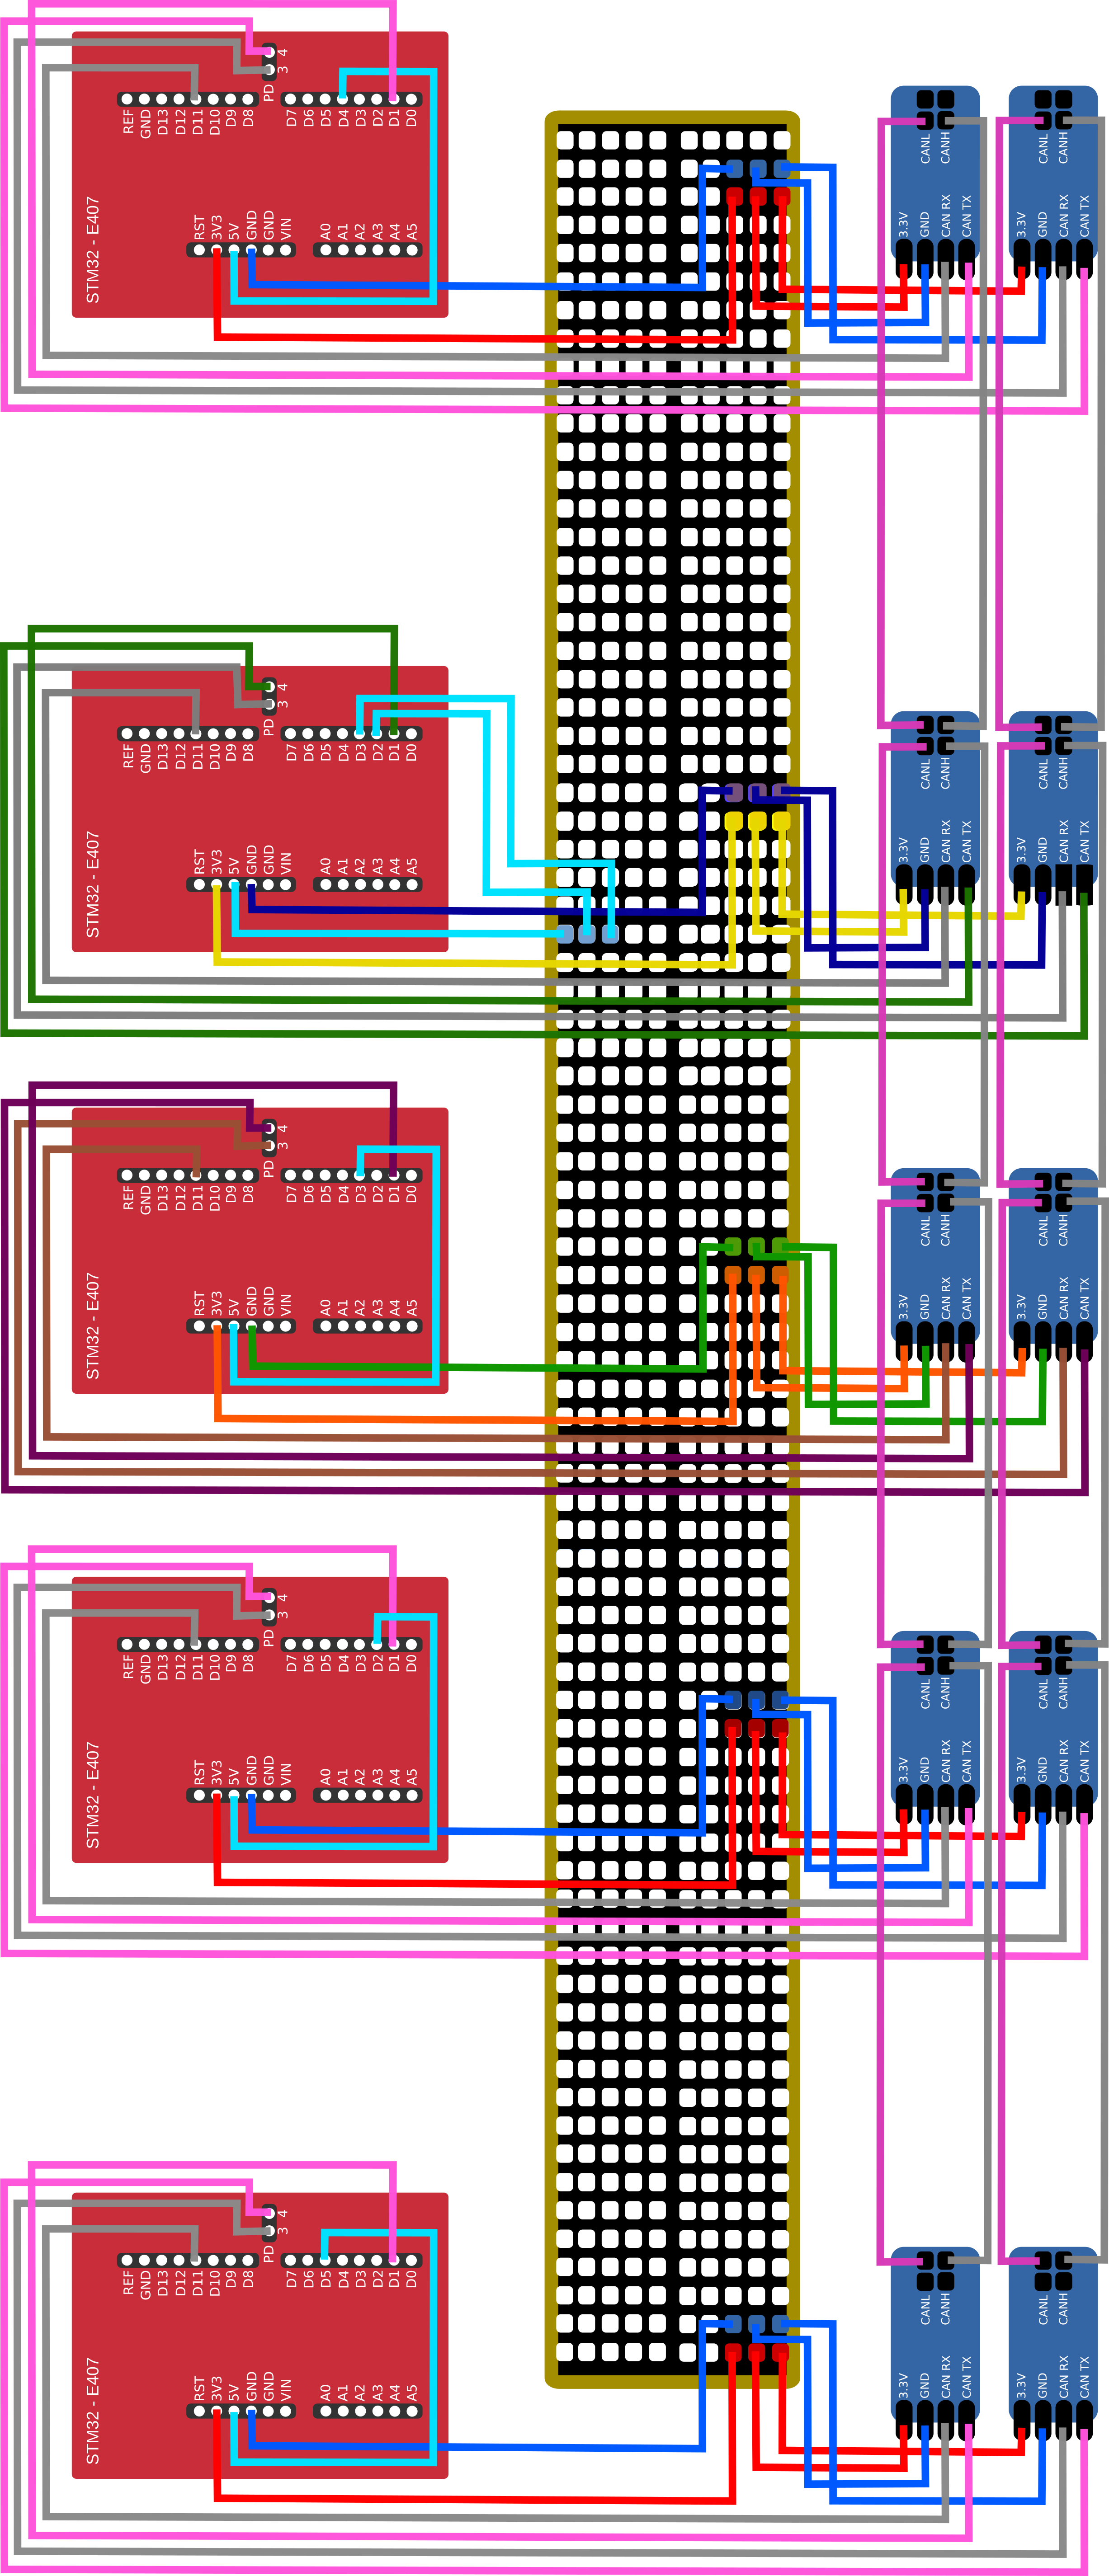 4
3
PD
REF
GND
D13
D12
D11
D10
D9
D8
D7
D6
D5
D4
D3
D2
D1
D0
STM32 - E407
RST
3V3
5V
GND
GND
VIN
A0
A1
A2
A3
A4
A5
CANL
CANH
3.3V
GND
CAN RX
CAN TX
CANL
CANH
3.3V
GND
CAN RX
CAN TX
4
3
PD
REF
GND
D13
D12
D11
D10
D9
D8
D7
D6
D5
D4
D3
D2
D1
D0
STM32 - E407
RST
3V3
5V
GND
GND
VIN
A0
A1
A2
A3
A4
A5
CANL
CANH
3.3V
GND
CAN RX
CAN TX
CANL
CANH
3.3V
GND
CAN RX
CAN TX
4
3
PD
REF
GND
D13
D12
D11
D10
D9
D8
D7
D6
D5
D4
D3
D2
D1
D0
STM32 - E407
RST
3V3
5V
GND
GND
VIN
A0
A1
A2
A3
A4
A5
CANL
CANH
3.3V
GND
CAN RX
CAN TX
CANL
CANH
3.3V
GND
CAN RX
CAN TX
4
3
PD
REF
GND
D13
D12
D11
D10
D9
D8
D7
D6
D5
D4
D3
D2
D1
D0
STM32 - E407
RST
3V3
5V
GND
GND
VIN
A0
A1
A2
A3
A4
A5
CANL
CANH
3.3V
GND
CAN RX
CAN TX
CANL
CANH
3.3V
GND
CAN RX
CAN TX
4
3
PD
REF
GND
D13
D12
D11
D10
D9
D8
D7
D6
D5
D4
D3
D2
D1
D0
STM32 - E407
RST
3V3
5V
GND
GND
VIN
A0
A1
A2
A3
A4
A5
CANL
CANH
3.3V
GND
CAN RX
CAN TX
CANL
CANH
3.3V
GND
CAN RX
CAN TX